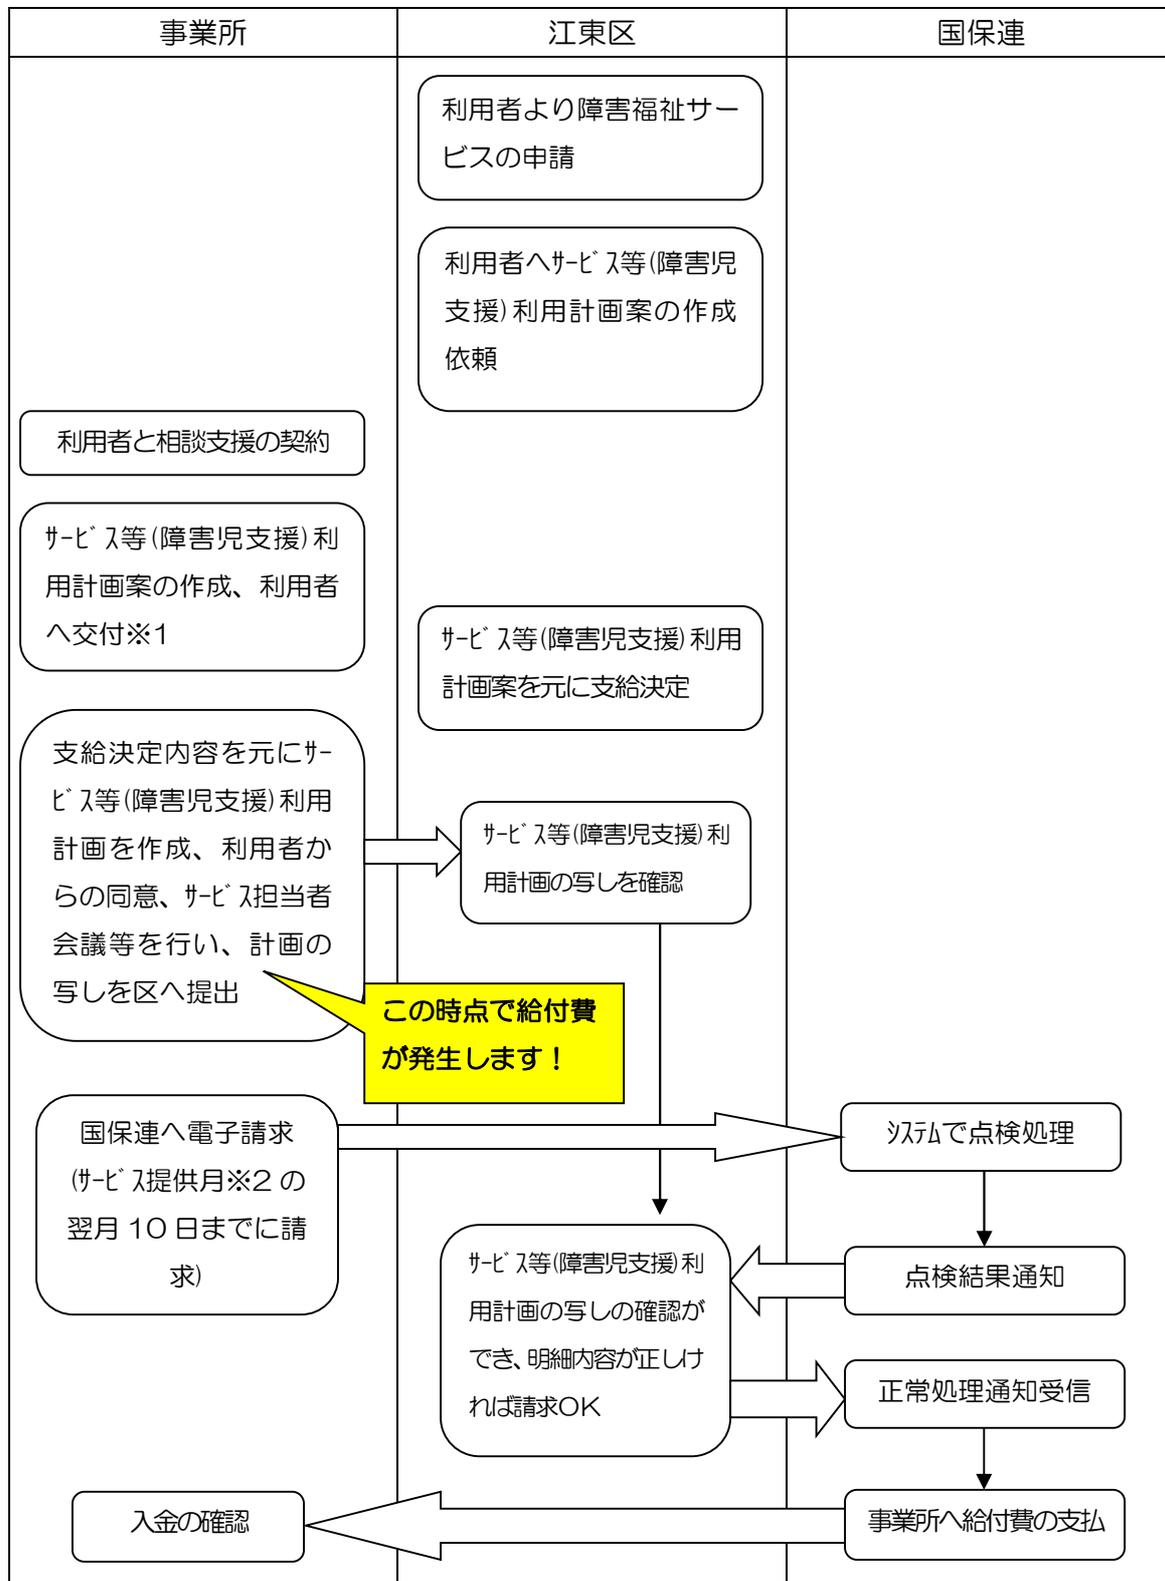 事業所
江東区
国保連
利用者より障害福祉サー
ビスの申請
利用者へｻｰﾋﾞｽ等(障害児
支援)利用計画案の作成
依頼
利用者と相談支援の契約
ｻｰﾋﾞｽ等(障害児支援)利
用計画案の作成、利用者
へ交付※1
ｻｰﾋﾞｽ等(障害児支援)利用
計画案を元に支給決定
支給決定内容を元にｻｰ
ﾋﾞｽ等(障害児支援)利用
計画を作成、利用者か
らの同意、ｻｰﾋﾞｽ担当者
会議等を行い、計画の
写しを区へ提出
ｻｰﾋﾞｽ等(障害児支援)利
用計画の写しを確認
この時点で給付費
が発生します！
国保連へ電子請求
(ｻｰﾋﾞｽ提供月※2の
翌月10日までに請
求)
ｼｽﾃﾑで点検処理
点検結果通知
ｻｰﾋﾞｽ等(障害児支援)利
用計画の写しの確認が
でき、明細内容が正しけ
れば請求OK
正常処理通知受信
入金の確認
事業所へ給付費の支払